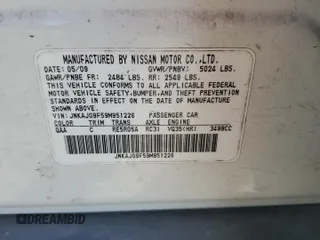 MANUFACTURED BY NISSAN MOTOR CO.,LTD.
DATE: 05/09 GVWR/PNBV: 5024 LBS.
GAWR/PNBE FR: 2484 LBS. RR: 2549 LBS.
THIS VEHICLE CONFORMS TO ALL APPLICABLE FEDERAL
MOTOR VEHICLE SAFETY, BUMPER, AND THEFT PREVENTION
STANDARDS IN EFFECT ON THE DATE OF MANUFACTURE
SHOWN ABOVE.
VIN: JNKAJ09F59M951226 PASSENGER CAR
COLOR TRIM TRANS AXLE ENGINE
QAA C RE5R05A RC31 VQ35(HR) 3498CC
JNKAJ09F59M951226
© AUTOBIDMASTER